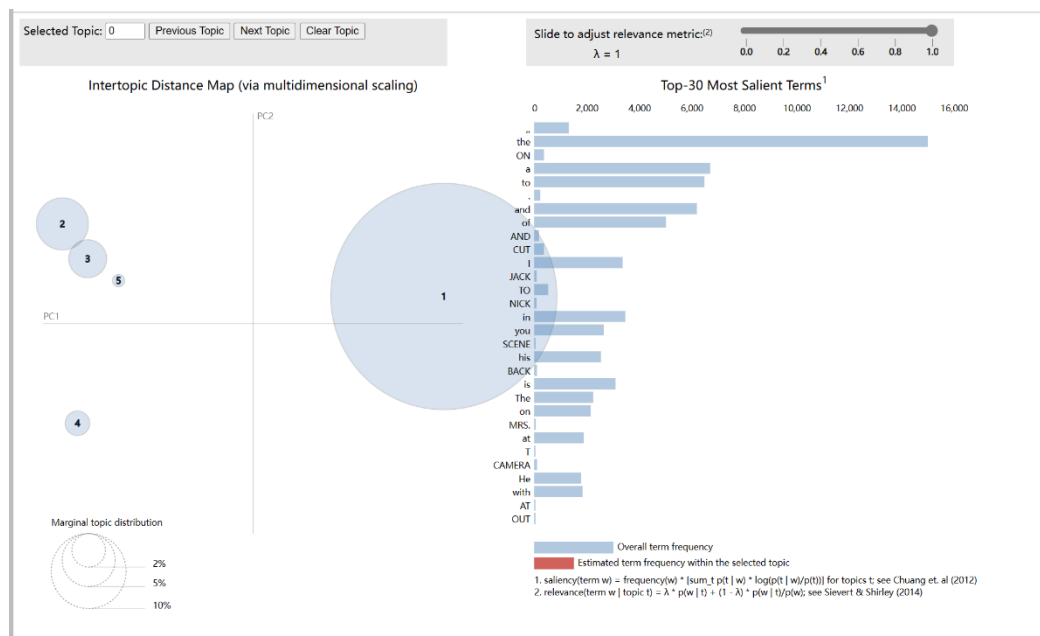 Selected Topic: 0 Previous Topic Next Topic Clear Topic
Slide to adjust relevance metric:(2)
λ = 1
0.0 0.2 0.4 0.6 0.8 1.0
Intertopic Distance Map (via multidimensional scaling)
PC2
PC1
1
2
3
5
4
Marginal topic distribution
2%
5%
10%
Top-30 Most Salient Terms1
0 2,000 4,000 6,000 8,000 10,000 12,000 14,000 16,000
the
ON
a
to
.
and
of
AND
CUT
I
JACK
TO
NICK
in
you
SCENE
his
BACK
is
The
on
MRS.
at
T
CAMERA
He
with
AT
OUT
Overall term frequency
Estimated term frequency within the selected topic
1. saliency(term w) = frequency(w) * [sum_t p(t | w) * log(p(t | w)/p(t))] for topics t; see Chuang et. al (2012)
2. relevance(term w | topic t) = λ * p(w | t) + (1 - λ) * p(w | t)/p(w); see Sievert & Shirley (2014)